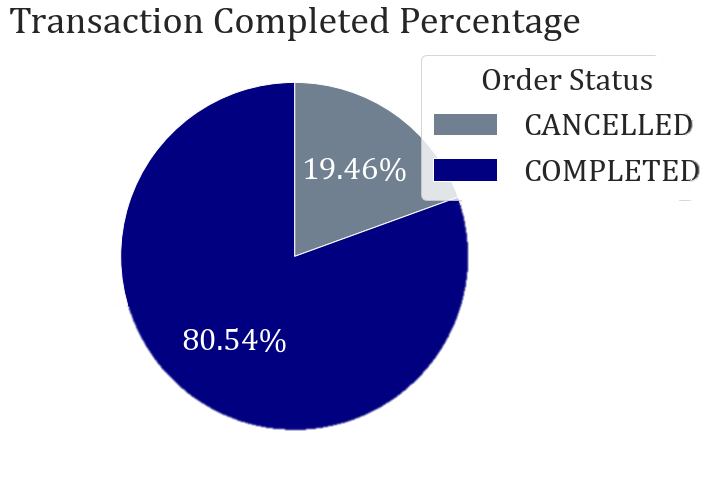 Transaction Completed Percentage
Order Status
CANCELLED
COMPLETED
19.46%
80.54%